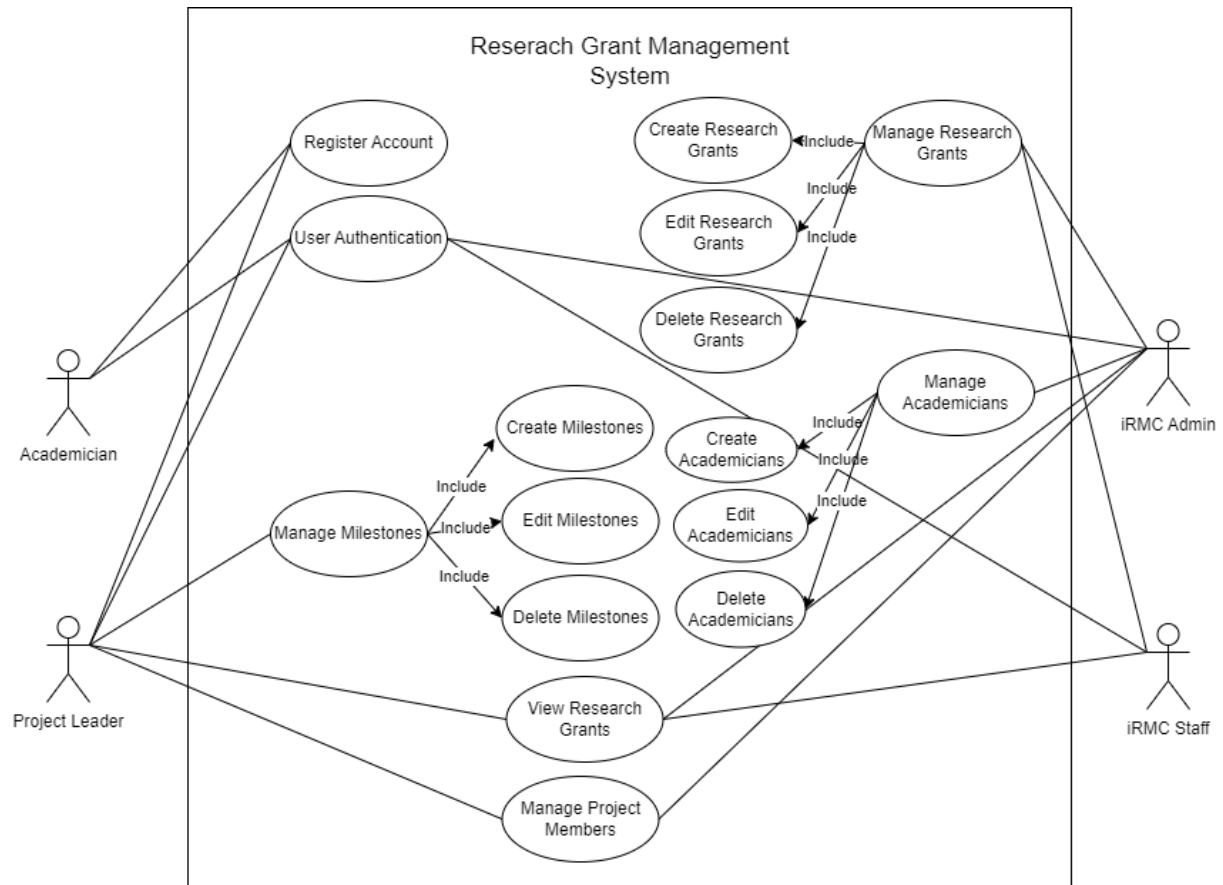 Reserach Grant Management
System
Register Account
Create Research
Grants
Include
Manage Research
Grants
Include
User Authentication
Edit Research
Grants
Include
Delete Research
Grants
Academician
iRMC Admin
Manage
Academicians
Create Milestones
Include
Create
Academicians
Include
Include
Include
Manage Milestones
Include
Edit Milestones
Edit
Academicians
Include
Delete Milestones
Delete
Academicians
Project Leader
iRMC Staff
View Research
Grants
Manage Project
Members